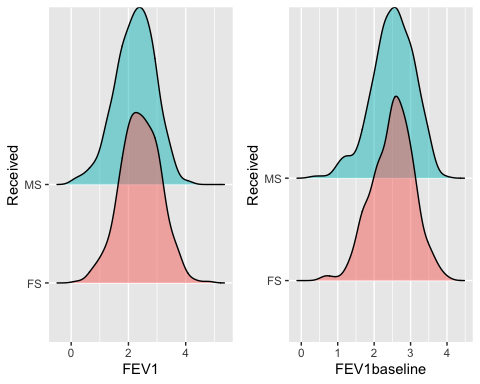 Received
MS
FS
0 2 4
FEV1
Received
MS
FS
0 1 2 3 4
FEV1baseline